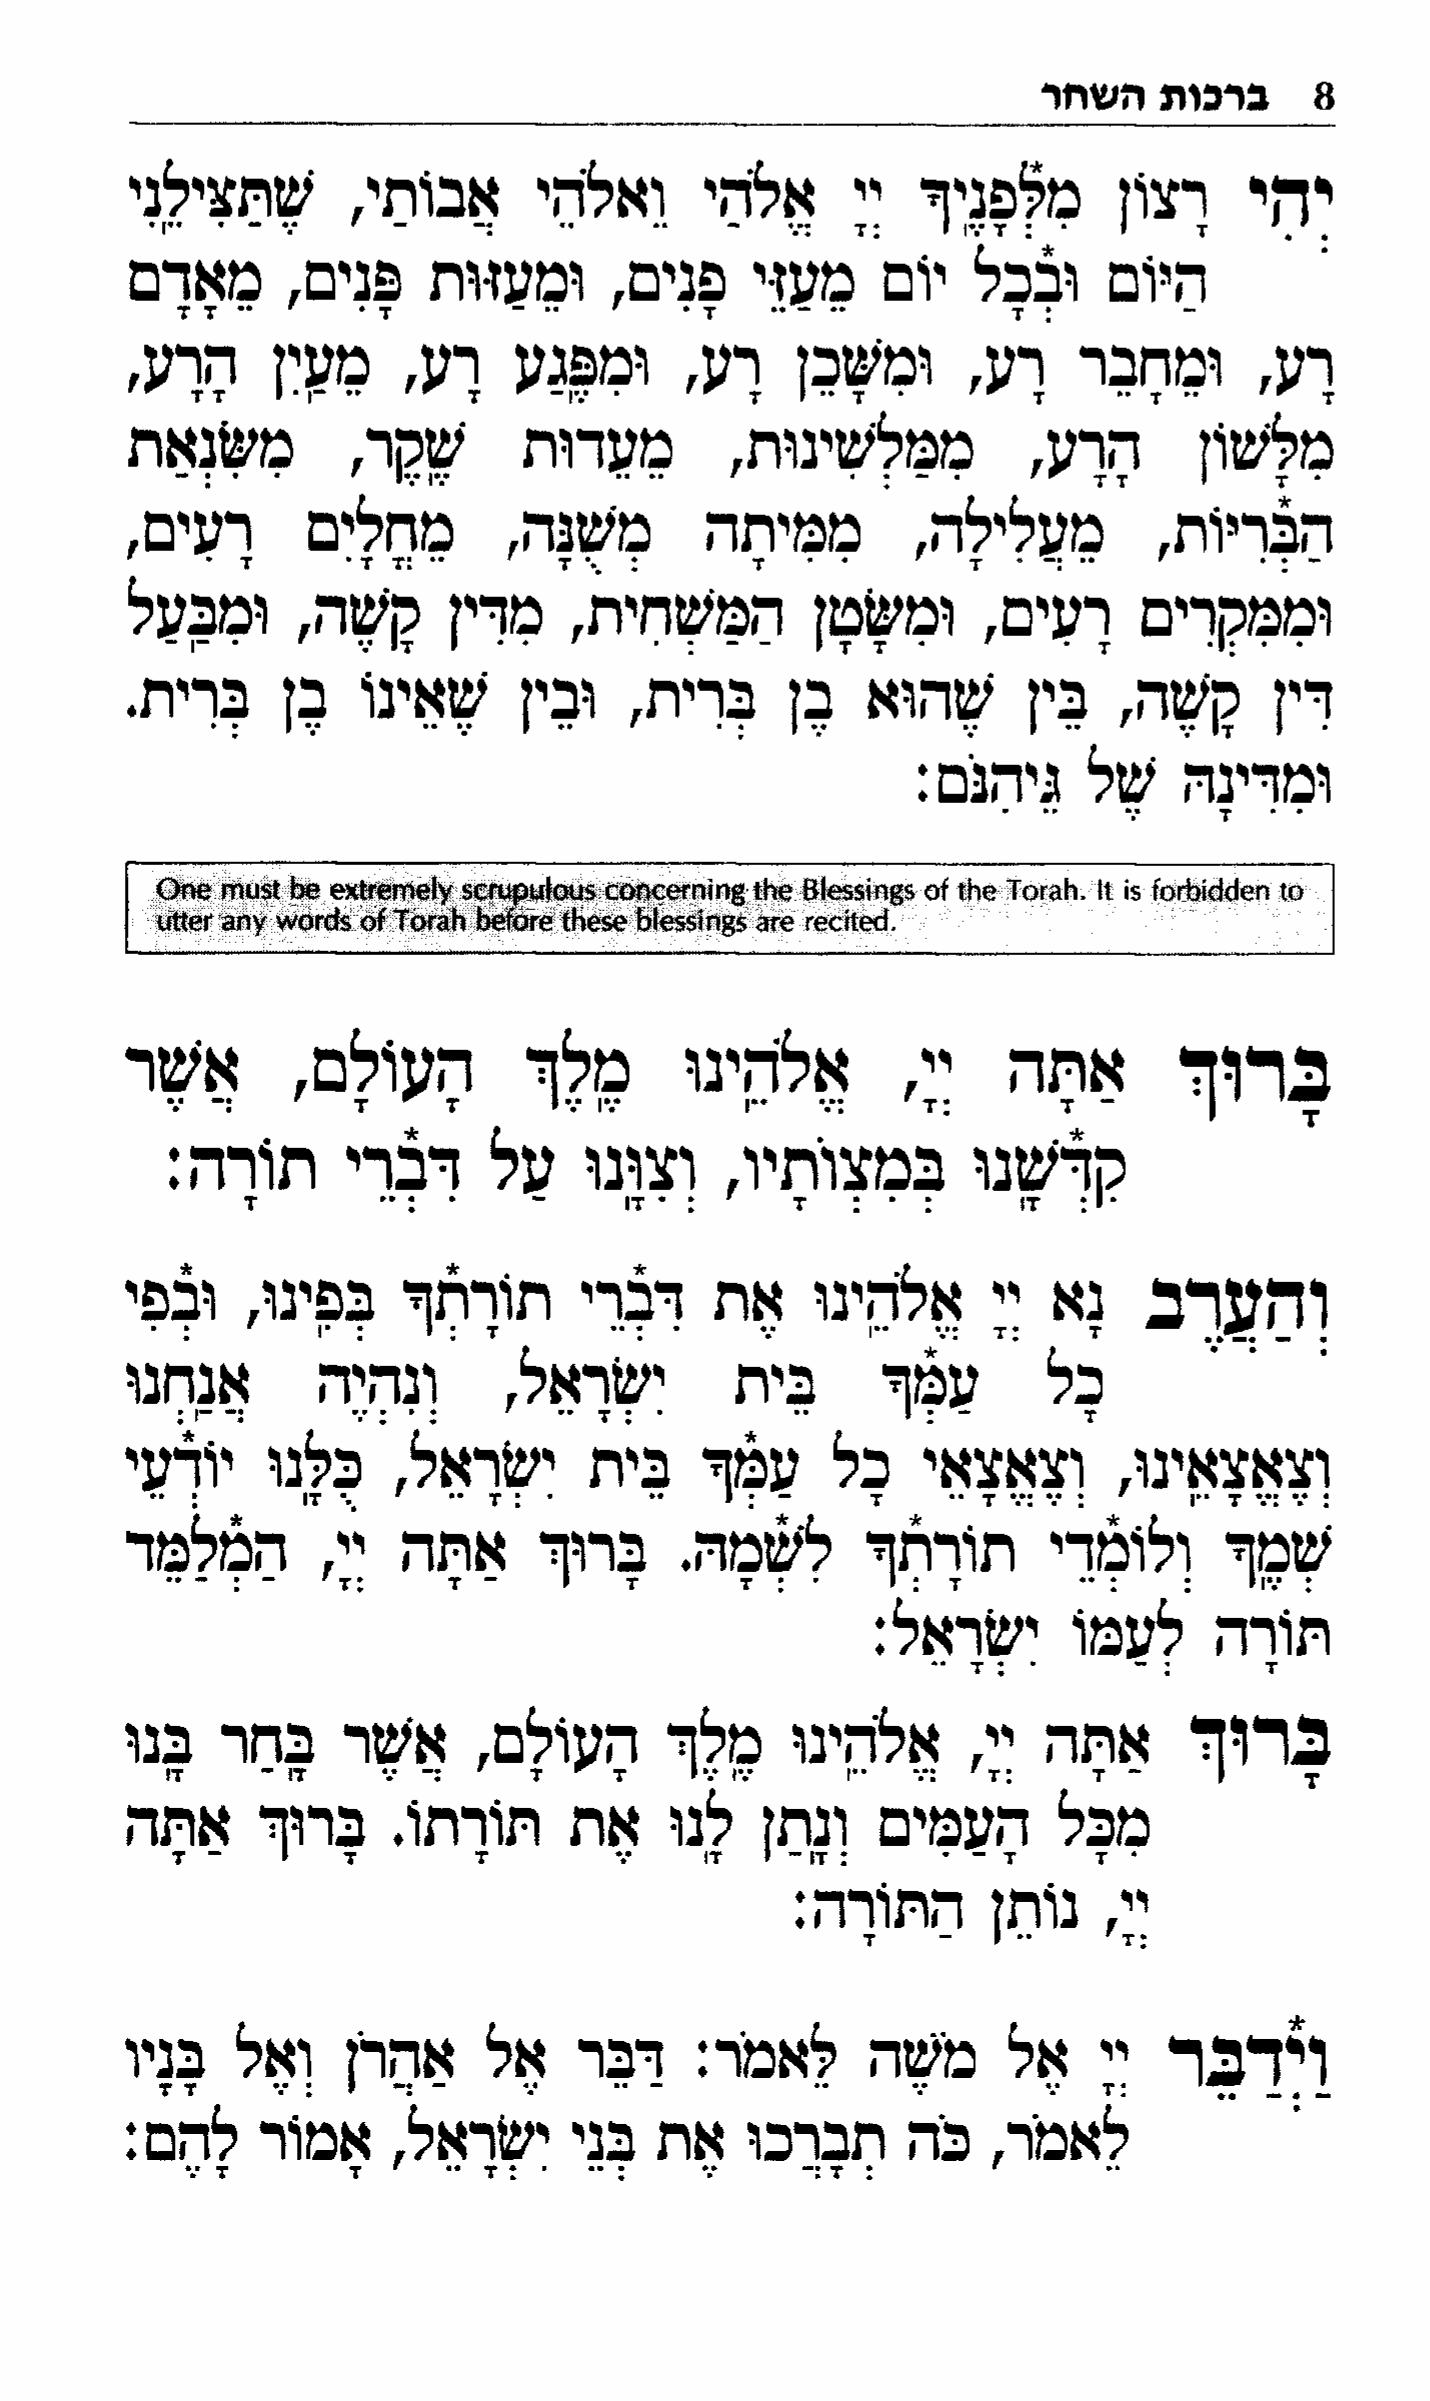 8 ברכות השחר
יְהִי רָצוֹן מִלְּפָנֶיךָ יְיָ אֱלֹהַי וֵאלֹהֵי אֲבוֹתַי, שֶׁתַּצִּילֵנִי
הַיּוֹם וּבְכָל יוֹם מֵעַזֵּי פָנִים, וּמֵעַזּוּת פָּנִים, מֵאָדָם
רָע, וּמֵחָבֵר רָע, וּמִשָּׁכֵן רָע, וּמִפֶּגַע רָע, מֵעַיִן הָרָע,
מִלָּשׁוֹן הָרָע, מִמַּלְשִׁינוּת, מֵעֵדוּת שֶׁקֶר, מִשִּׂנְאַת
הַבְּרִיּוֹת, מֵעֲלִילָה, מִמִּיתָה מְשֻׁנָּה, מֵחֳלָיִם רָעִים,
וּמִמִּקְרִים רָעִים, וּמִשָּׂטָן הַמַּשְׁחִית, מִדִּין קָשֶׁה, וּמִבַּעַל
דִּין קָשֶׁה, בֵּין שֶׁהוּא בֶן בְּרִית, וּבֵין שֶׁאֵינוֹ בֶן בְּרִית.
וּמִדִּינָהּ שֶׁל גֵּיהִנֹּם:
One must be extremely scrupulous concerning the Blessings of the Torah. It is forbidden to
utter any words of Torah before these blessings are recited.
בָּרוּךְ אַתָּה יְיָ, אֱלֹהֵינוּ מֶלֶךְ הָעוֹלָם, אֲשֶׁר
קִדְּשָׁנוּ בְּמִצְוֹתָיו, וְצִוָּנוּ עַל דִּבְרֵי תוֹרָה:
וְהַעֲרֶב נָא יְיָ אֱלֹהֵינוּ אֶת דִּבְרֵי תוֹרָתְךָ בְּפִינוּ, וּבְפִי
כָל עַמְּךָ בֵּית יִשְׂרָאֵל, וְנִהְיֶה אֲנַחְנוּ
וְצֶאֱצָאֵינוּ, וְצֶאֱצָאֵי כָל עַמְּךָ בֵּית יִשְׂרָאֵל, כֻּלָּנוּ יוֹדְעֵי
שְׁמֶךָ וְלוֹמְדֵי תוֹרָתְךָ לִשְׁמָהּ. בָּרוּךְ אַתָּה יְיָ, הַמְלַמֵּד
תּוֹרָה לְעַמּוֹ יִשְׂרָאֵל:
בָּרוּךְ אַתָּה יְיָ, אֱלֹהֵינוּ מֶלֶךְ הָעוֹלָם, אֲשֶׁר בָּחַר בָּנוּ
מִכָּל הָעַמִּים וְנָתַן לָנוּ אֶת תּוֹרָתוֹ. בָּרוּךְ אַתָּה
יְיָ, נוֹתֵן הַתּוֹרָה:
וַיְדַבֵּר יְיָ אֶל מֹשֶׁה לֵּאמֹר: דַּבֵּר אֶל אַהֲרֹן וְאֶל בָּנָיו
לֵאמֹר, כֹּה תְבָרֲכוּ אֶת בְּנֵי יִשְׂרָאֵל, אָמוֹר לָהֶם: